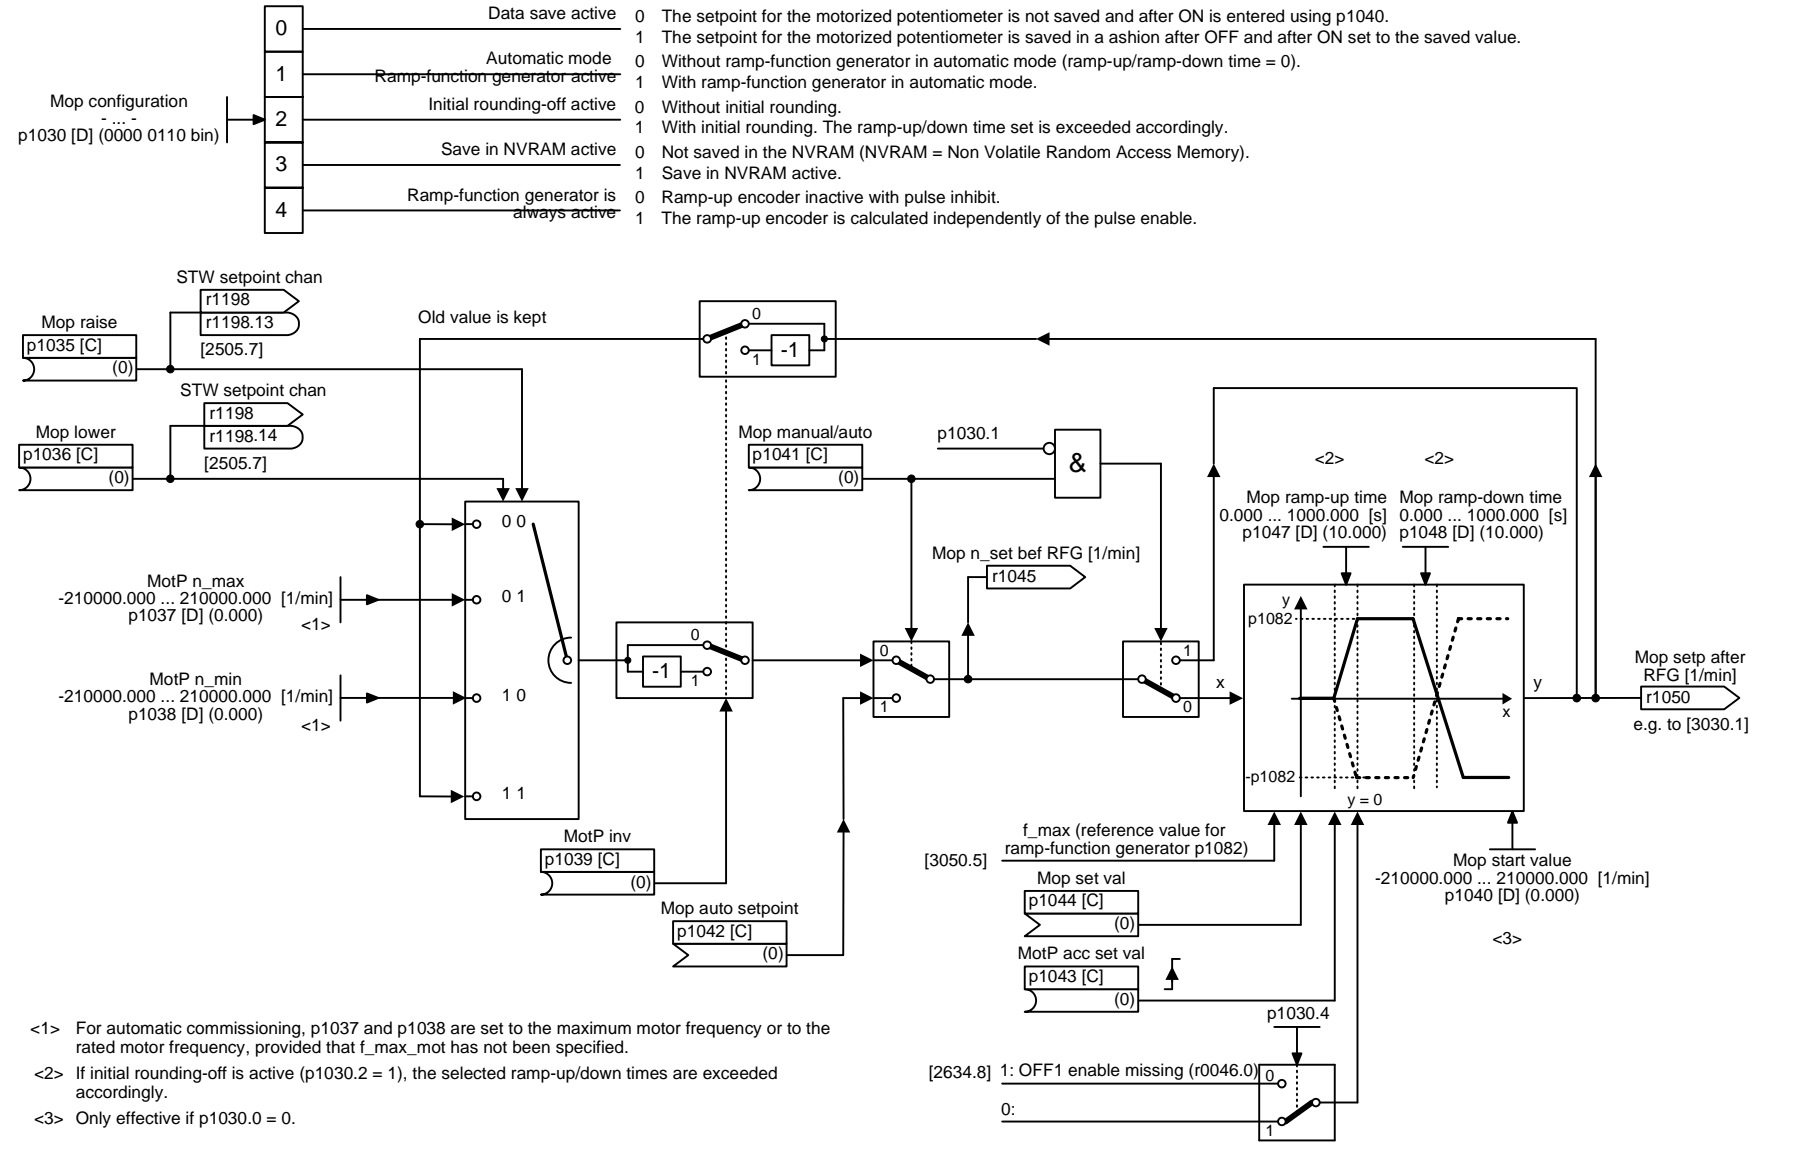 0
Data save active
0 The setpoint for the motorized potentiometer is not saved and after ON is entered using p1040.
1 The setpoint for the motorized potentiometer is saved in a ashion after OFF and after ON set to the saved value.
1
Automatic mode
Ramp-function generator active
0 Without ramp-function generator in automatic mode (ramp-up/ramp-down time = 0).
1 With ramp-function generator in automatic mode.
Mop configuration
- ... -
p1030 [D] (0000 0110 bin)
2
Initial rounding-off active
0 Without initial rounding.
1 With initial rounding. The ramp-up/down time set is exceeded accordingly.
3
Save in NVRAM active
0 Not saved in the NVRAM (NVRAM = Non Volatile Random Access Memory).
1 Save in NVRAM active.
4
Ramp-function generator is
always active
0 Ramp-up encoder inactive with pulse inhibit.
1 The ramp-up encoder is calculated independently of the pulse enable.
STW setpoint chan
r1198
r1198.13
[2505.7]
Mop raise
p1035 [C]
(0)
STW setpoint chan
r1198
r1198.14
[2505.7]
Mop lower
p1036 [C]
(0)
Old value is kept
0
1
-1
Mop manual/auto
p1041 [C]
(0)
p1030.1
&
<2>
<2>
Mop ramp-up time
0.000 ... 1000.000 [s]
p1047 [D] (10.000)
Mop ramp-down time
0.000 ... 1000.000 [s]
p1048 [D] (10.000)
0 0
0 1
1 0
1 1
MotP n_max
-210000.000 ... 210000.000 [1/min]
p1037 [D] (0.000)
<1>
MotP n_min
-210000.000 ... 210000.000 [1/min]
p1038 [D] (0.000)
<1>
0
-1
1
Mop n_set bef RFG [1/min]
r1045
0
1
1
0
x
y
p1082
x
-p1082
y = 0
y
Mop setp after
RFG [1/min]
r1050
e.g. to [3030.1]
MotP inv
p1039 [C]
(0)
Mop auto setpoint
p1042 [C]
(0)
[3050.5]
f_max (reference value for
ramp-function generator p1082)
Mop set val
p1044 [C]
(0)
MotP acc set val
p1043 [C]
(0)
Mop start value
-210000.000 ... 210000.000 [1/min]
p1040 [D] (0.000)
<3>
p1030.4
[2634.8] 1: OFF1 enable missing (r0046.0)
0
0:
1
<1> For automatic commissioning, p1037 and p1038 are set to the maximum motor frequency or to the
rated motor frequency, provided that f_max_mot has not been specified.
<2> If initial rounding-off is active (p1030.2 = 1), the selected ramp-up/down times are exceeded
accordingly.
<3> Only effective if p1030.0 = 0.